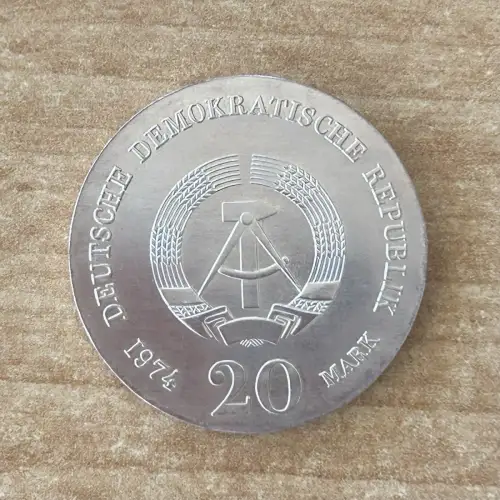 DEUTSCHE DEMOKRATISCHE REPUBLIK
1974 20 MARK